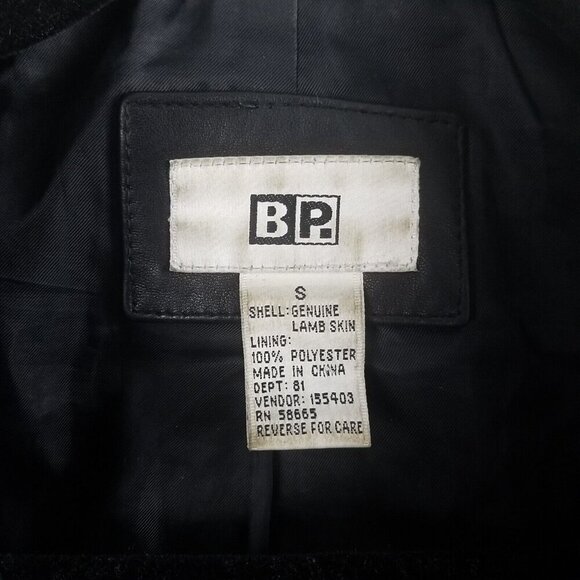 BP.
S
SHELL: GENUINE
LAMB SKIN
LINING:
100% POLYESTER
MADE IN CHINA
DEPT: 81
VENDOR: 155403
RN 58665
REVERSE FOR CARE